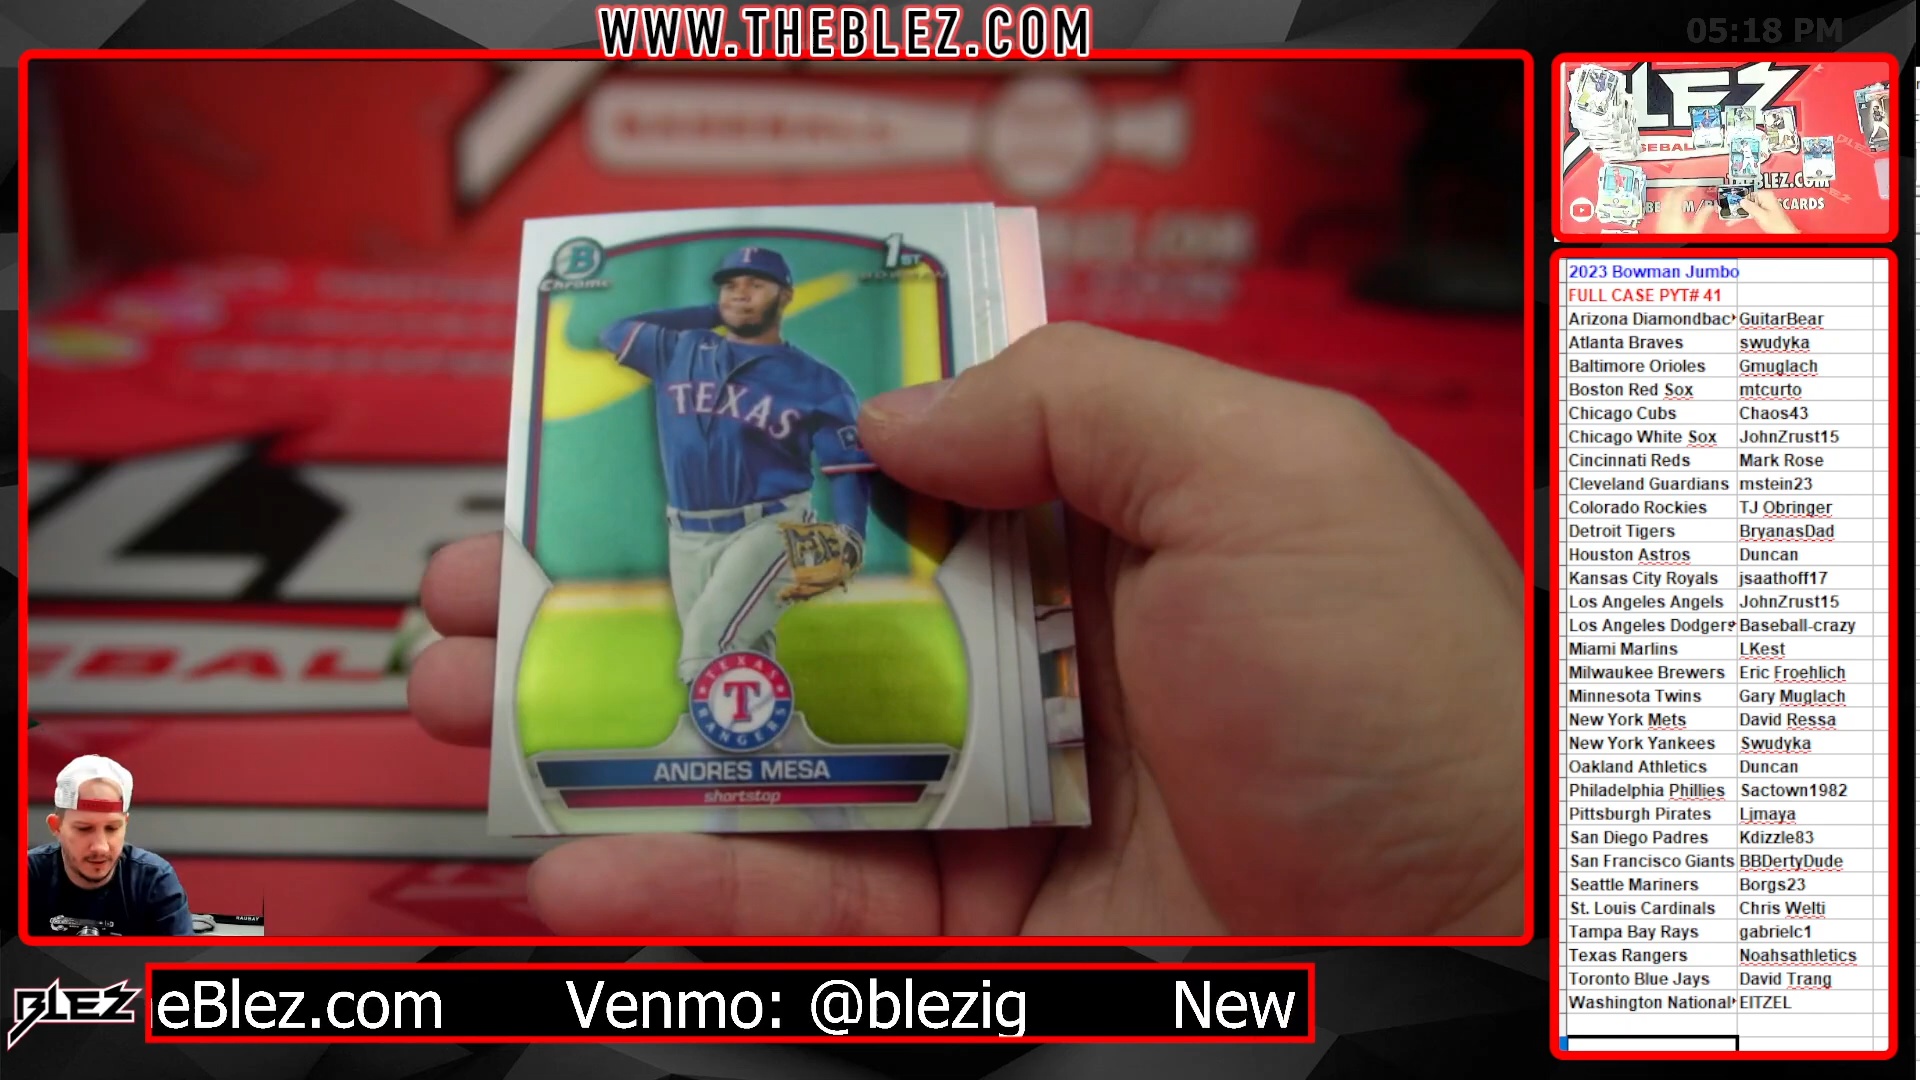 WWW.THEBLEZ.COM
05:18 PM
B
Chrome
1ST
BOWMAN
T
TEXAS
TEXAS
T
RANGERS
ANDRES MESA
shortstop
BLEZ
eBlez.com Venmo: @blezig New
2023 Bowman Jumbo
FULL CASE PYT# 41
Arizona Diamondbac GuitarBear
Atlanta Braves swudyka
Baltimore Orioles Gmuglach
Boston Red Sox mtcurto
Chicago Cubs Chaos43
Chicago White Sox JohnZrust15
Cincinnati Reds Mark Rose
Cleveland Guardians mstein23
Colorado Rockies TJ Obringer
Detroit Tigers BryanasDad
Houston Astros Duncan
Kansas City Royals jsaathoff17
Los Angeles Angels JohnZrust15
Los Angeles Dodgers Baseball-crazy
Miami Marlins LKest
Milwaukee Brewers Eric Froehlich
Minnesota Twins Gary Muglach
New York Mets David Ressa
New York Yankees Swudyka
Oakland Athletics Duncan
Philadelphia Phillies Sactown1982
Pittsburgh Pirates Ljmaya
San Diego Padres Kdizzle83
San Francisco Giants BBDertyDude
Seattle Mariners Borgs23
St. Louis Cardinals Chris Welti
Tampa Bay Rays gabrielc1
Texas Rangers Noahsathletics
Toronto Blue Jays David Trang
Washington National EITZEL